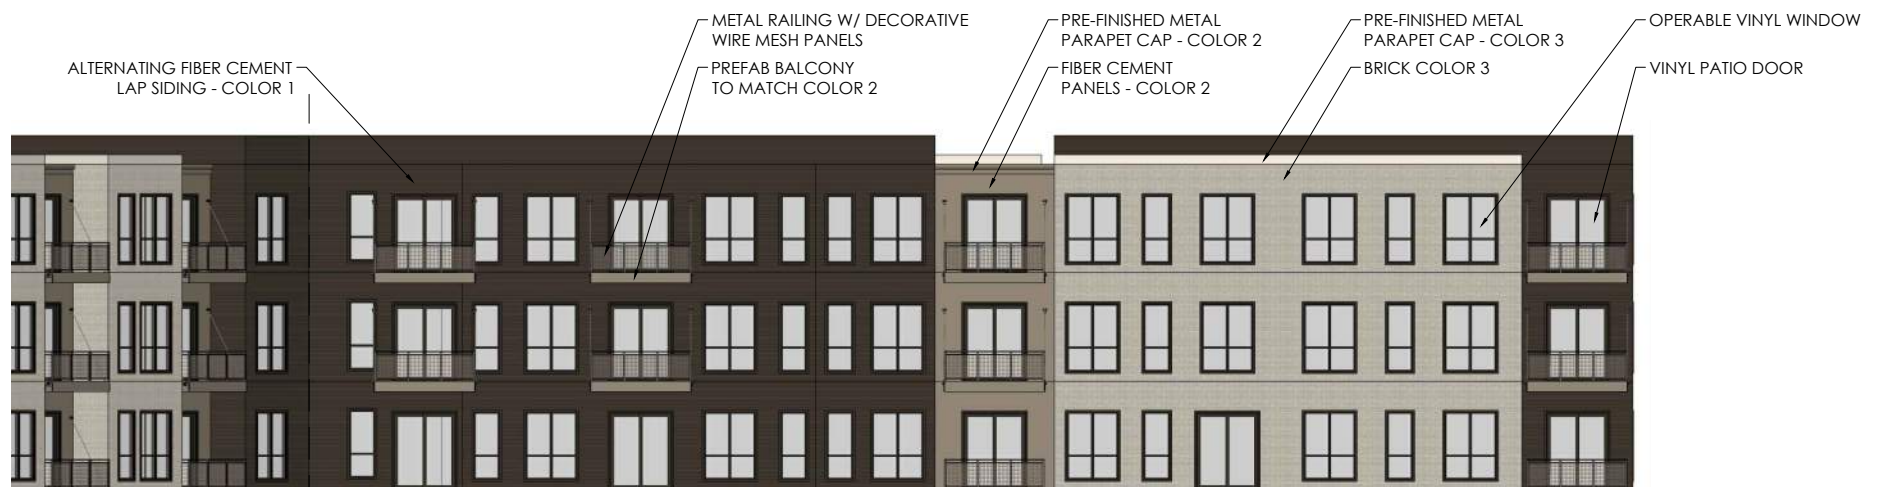 METAL RAILING W/ DECORATIVE
WIRE MESH PANELS
PRE-FINISHED METAL
PARAPET CAP - COLOR 2
PRE-FINISHED METAL
PARAPET CAP - COLOR 3
OPERABLE VINYL WINDOW
ALTERNATING FIBER CEMENT
LAP SIDING - COLOR 1
PREFAB BALCONY
TO MATCH COLOR 2
FIBER CEMENT
PANELS - COLOR 2
BRICK COLOR 3
VINYL PATIO DOOR